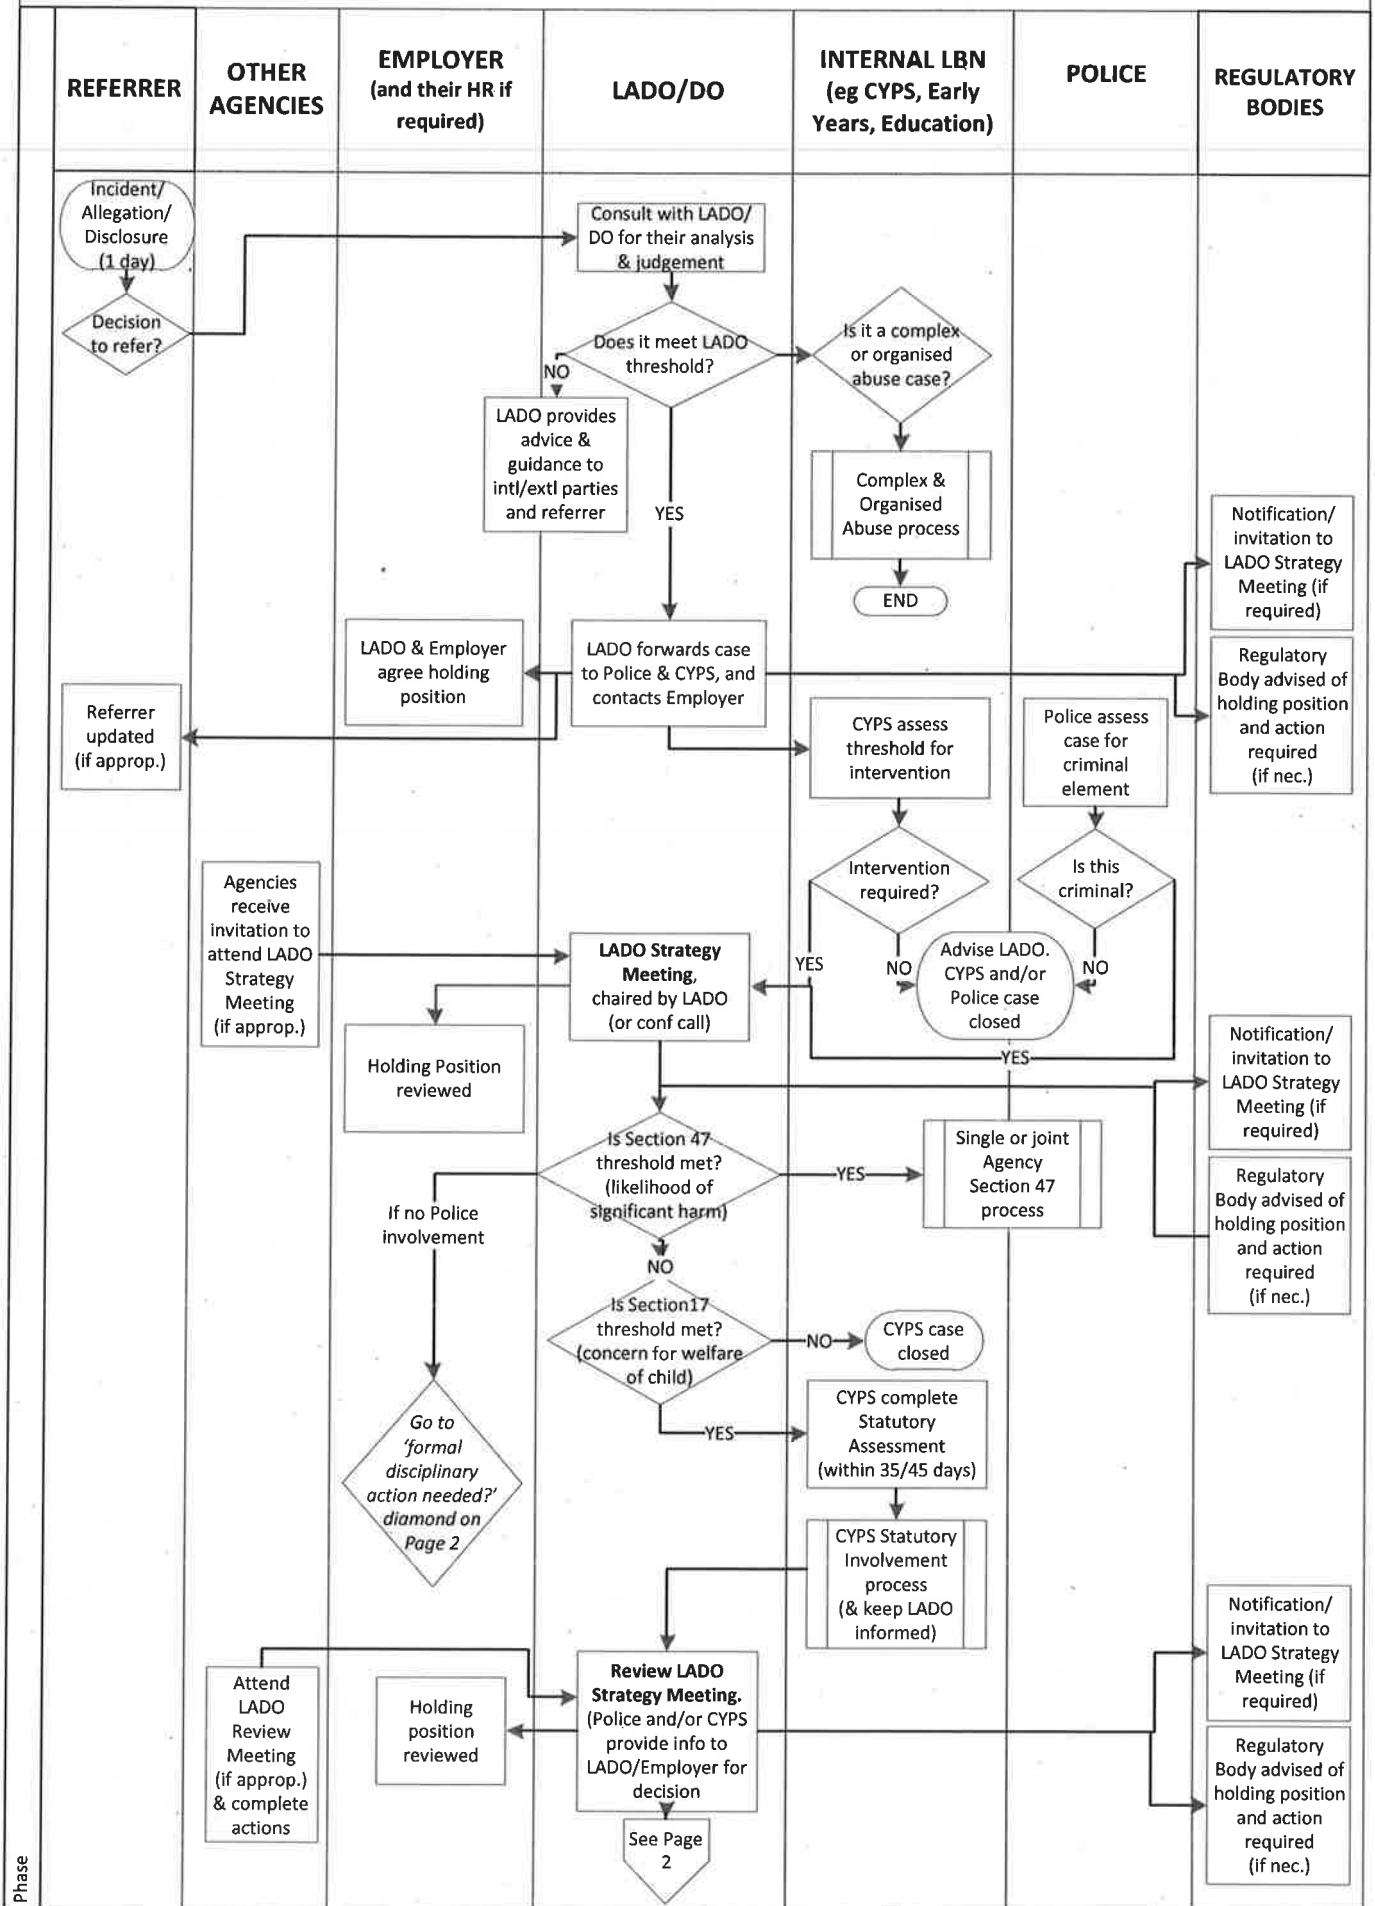 REFERRER
OTHER
AGENCIES
EMPLOYER
(and their HR if
required)
LADO/DO
INTERNAL LBN
(eg CYPS, Early
Years, Education)
POLICE
REGULATORY
BODIES
Incident/
Allegation/
Disclosure
(1 day)
Decision
to refer?
Consult with LADO/
DO for their analysis
& judgement
Does it meet LADO
threshold?
NO
YES
Is it a complex
or organised
abuse case?
LADO provides
advice &
guidance to
intl/extl parties
and referrer
Complex &
Organised
Abuse process
END
Notification/
invitation to
LADO Strategy
Meeting (if
required)
LADO & Employer
agree holding
position
LADO forwards case
to Police & CYPS, and
contacts Employer
Regulatory
Body advised of
holding position
and action
required
(if nec.)
Referrer
updated
(if approp.)
CYPS assess
threshold for
intervention
Police assess
case for
criminal
element
Intervention
required?
Is this
criminal?
Agencies
receive
invitation to
attend LADO
Strategy
Meeting
(if approp.)
LADO Strategy
Meeting,
chaired by LADO
(or conf call)
YES
NO
Advise LADO.
CYPS and/or
Police case
closed
NO
YES
Holding Position
reviewed
Notification/
invitation to
LADO Strategy
Meeting (if
required)
Is Section 47
threshold met?
(likelihood of
significant harm)
YES
Single or joint
Agency
Section 47
process
Regulatory
Body advised of
holding position
and action
required
(if nec.)
If no Police
involvement
NO
Is Section17
threshold met?
(concern for welfare
of child)
NO
CYPS case
closed
YES
CYPS complete
Statutory
Assessment
(within 35/45 days)
Go to
‘formal
disciplinary
action needed?’
diamond on
Page 2
CYPS Statutory
Involvement
process
(& keep LADO
informed)
Attend
LADO
Review
Meeting
(if approp.)
& complete
actions
Holding
position
reviewed
Review LADO
Strategy Meeting.
(Police and/or CYPS
provide info to
LADO/Employer for
decision
Notification/
invitation to
LADO Strategy
Meeting (if
required)
Regulatory
Body advised of
holding position
and action
required
(if nec.)
See Page
2
Phase